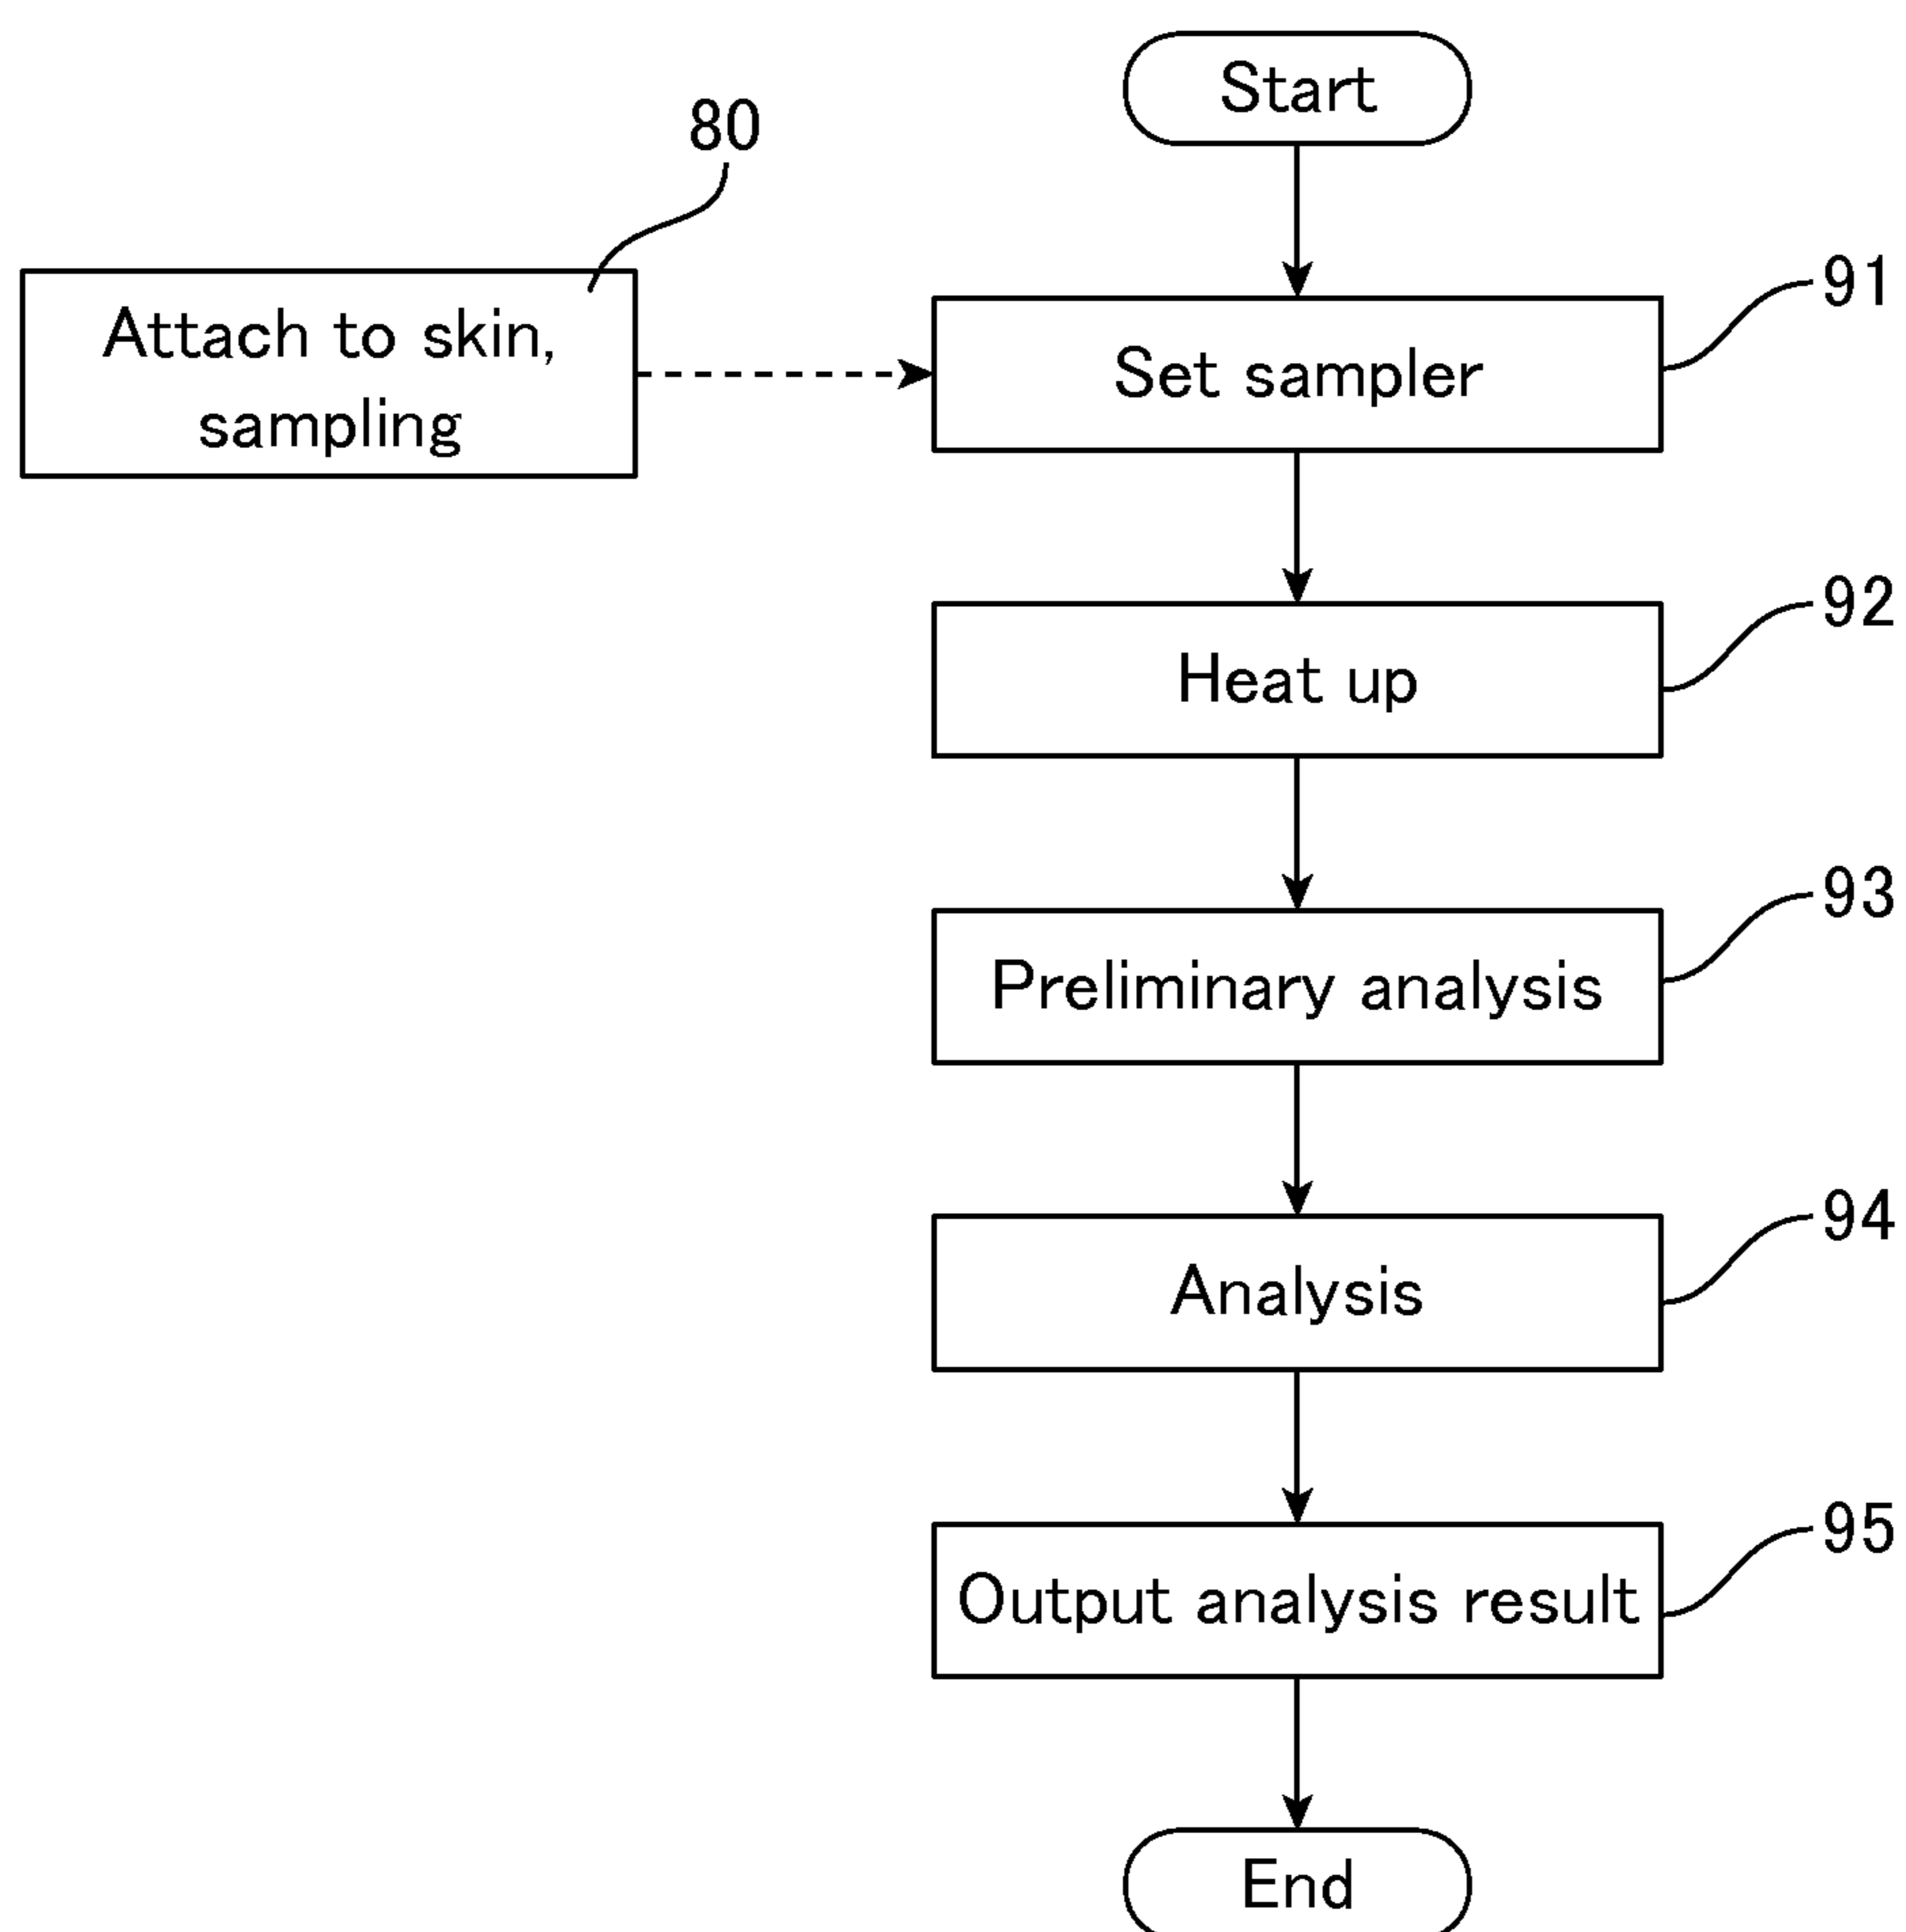 Start
80
Attach to skin,
sampling
91
Set sampler
92
Heat up
93
Preliminary analysis
94
Analysis
95
Output analysis result
End